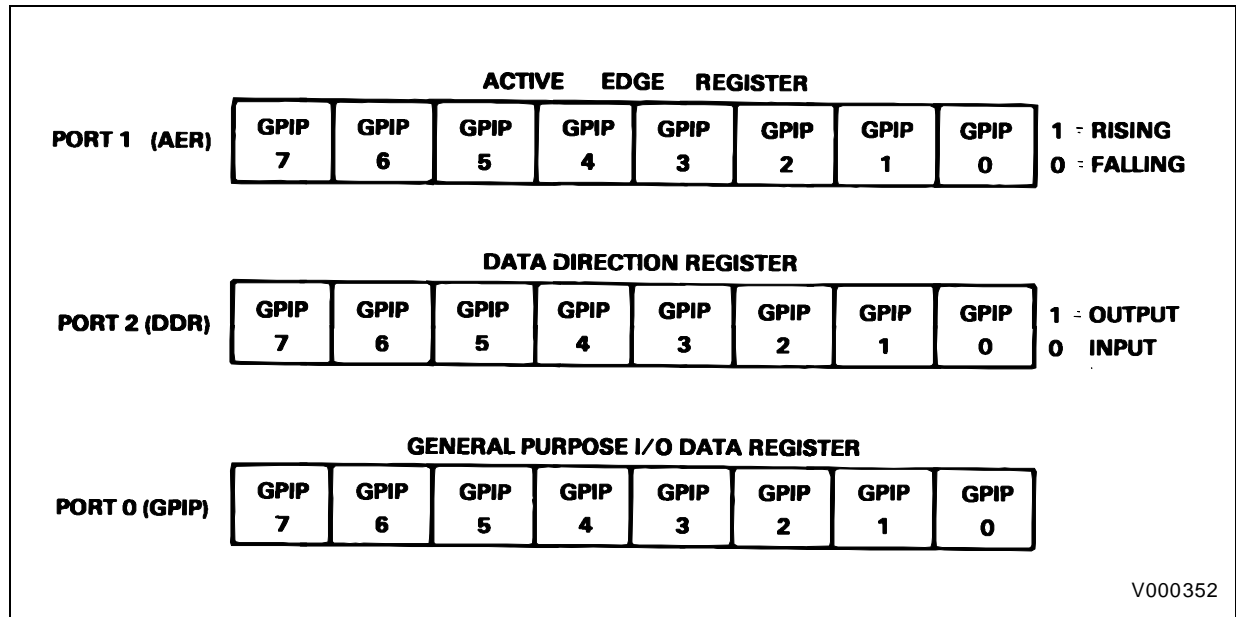 ACTIVE EDGE REGISTER
PORT 1 (AER) GPIP 7 GPIP 6 GPIP 5 GPIP 4 GPIP 3 GPIP 2 GPIP 1 GPIP 0 1 = RISING
0 = FALLING
DATA DIRECTION REGISTER
PORT 2 (DDR) GPIP 7 GPIP 6 GPIP 5 GPIP 4 GPIP 3 GPIP 2 GPIP 1 GPIP 0 1 = OUTPUT
0 INPUT
GENERAL PURPOSE I/O DATA REGISTER
PORT 0 (GPIP) GPIP 7 GPIP 6 GPIP 5 GPIP 4 GPIP 3 GPIP 2 GPIP 1 GPIP 0
V000352